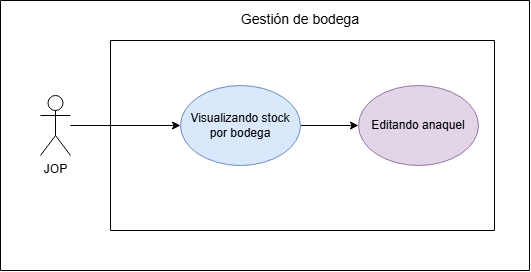 Gestión de bodega
Visualizando stock
por bodega
Editando anaquel
JOP